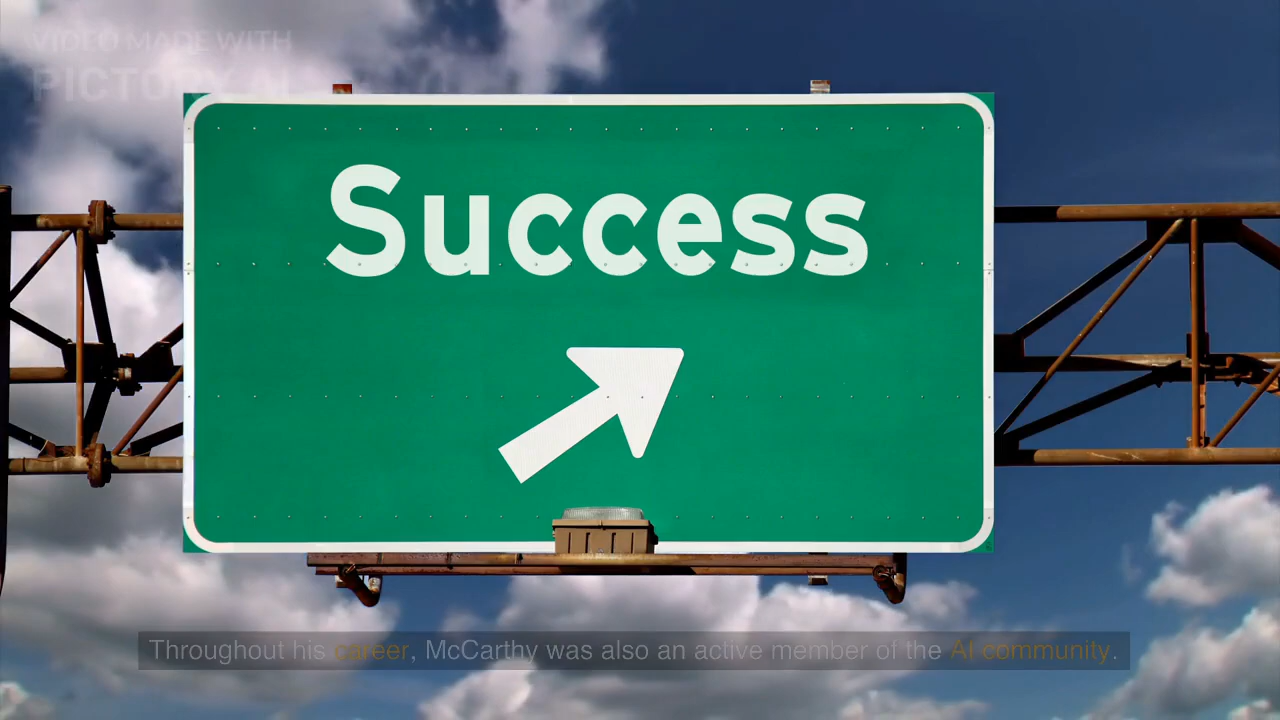 VIDEO MADE WITH
PICTORY.AI
Success
Throughout his career, McCarthy was also an active member of the AI community.